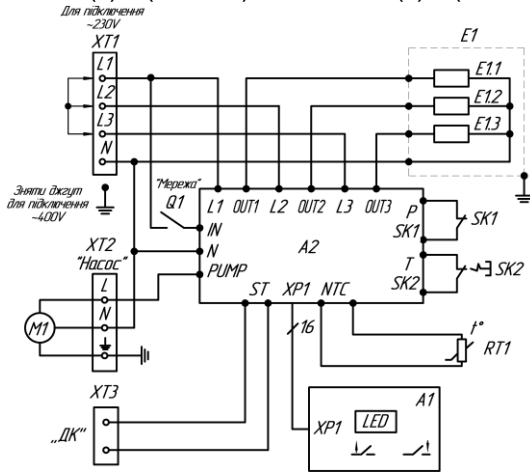 Для підключення
~230V
XT1
L1
L2
L3
N
E1
E1.1
E1.2
E1.3
Зняти джгут
для підключення
~400V
"Мережа"
Q1
L1 OUT1 L2 OUT2 L3 OUT3
IN
N
PUMP
A2
P
SK1
T
SK2
SK1
SK2
ST XP1 NTC
XT2
"Насос"
L
N
M1
16
t°
RT1
XT3
„ДК"
A1
XP1
LED